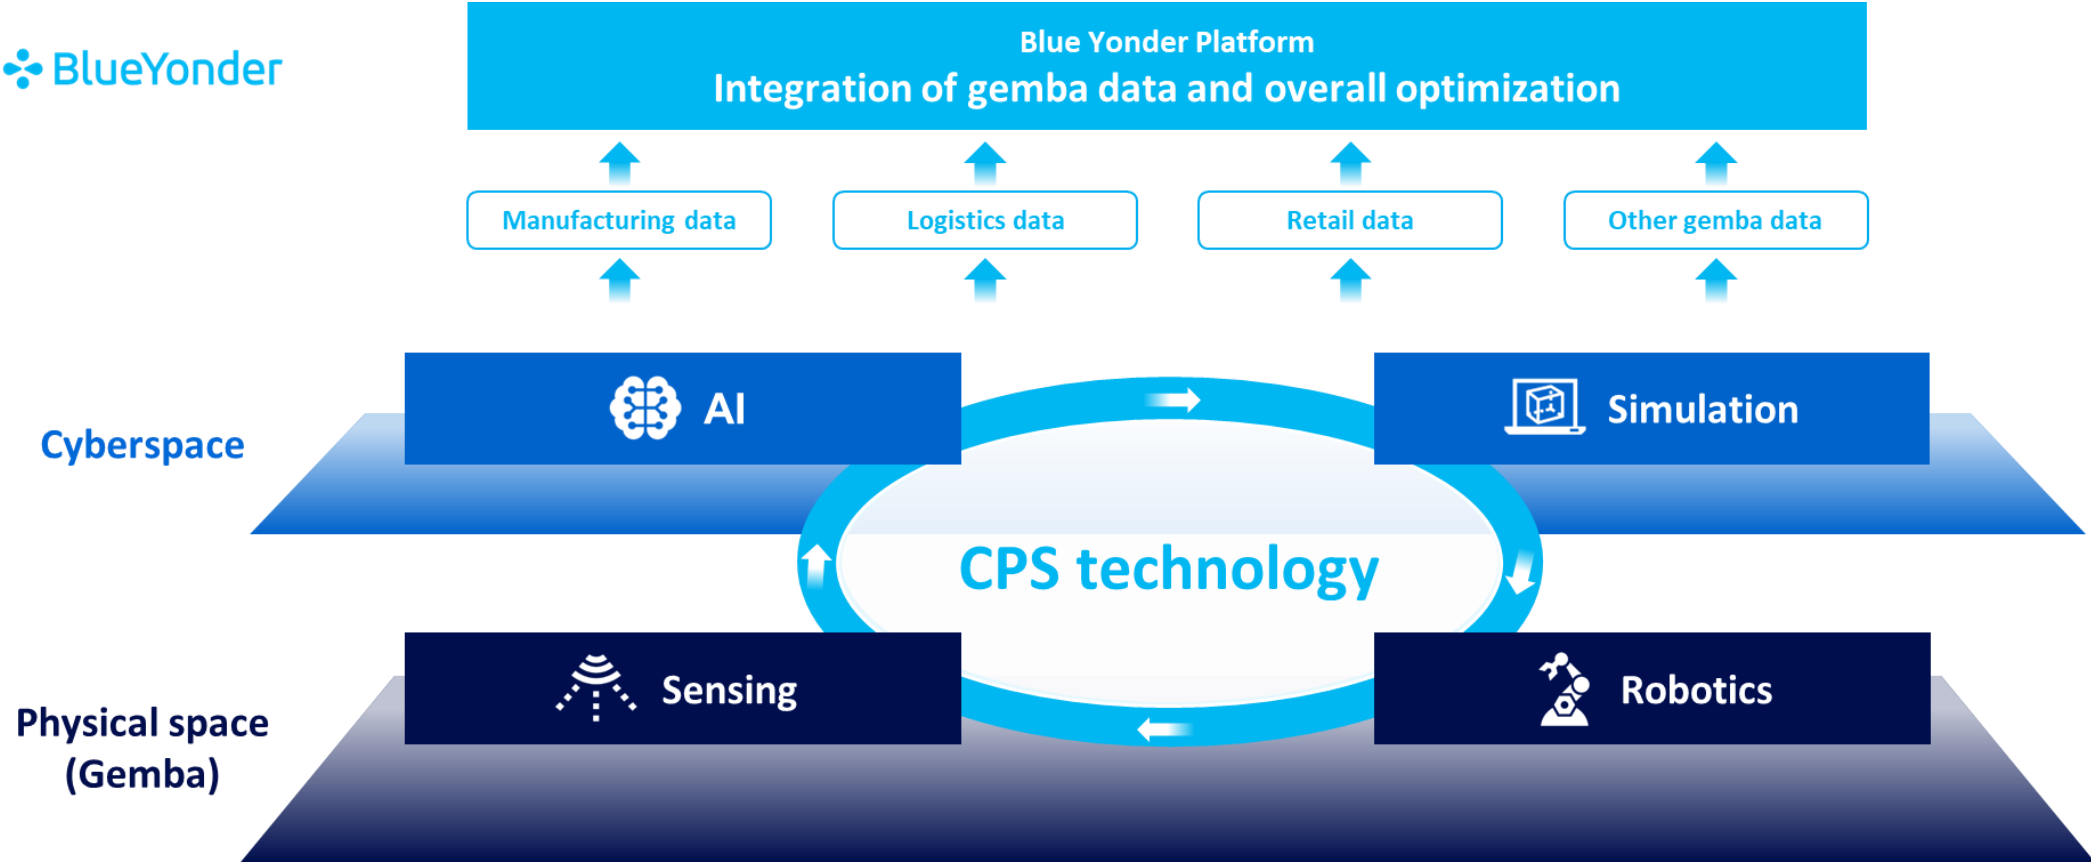 Blue Yonder Platform
BlueYonder
Integration of gemba data and overall optimization
Manufacturing data
Logistics data
Retail data
Other gemba data
AI
Simulation
Cyberspace
CPS technology
Sensing
Robotics
Physical space
(Gemba)